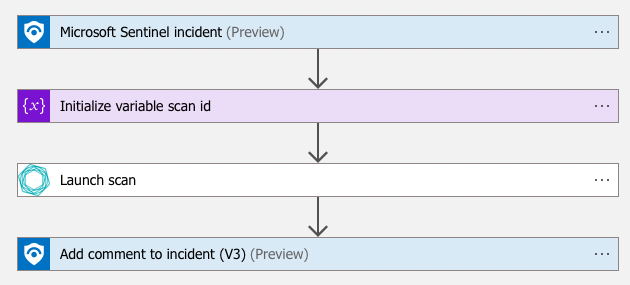 Microsoft Sentinel incident (Preview)
{x} Initialize variable scan id
Launch scan
Add comment to incident (V3) (Preview)